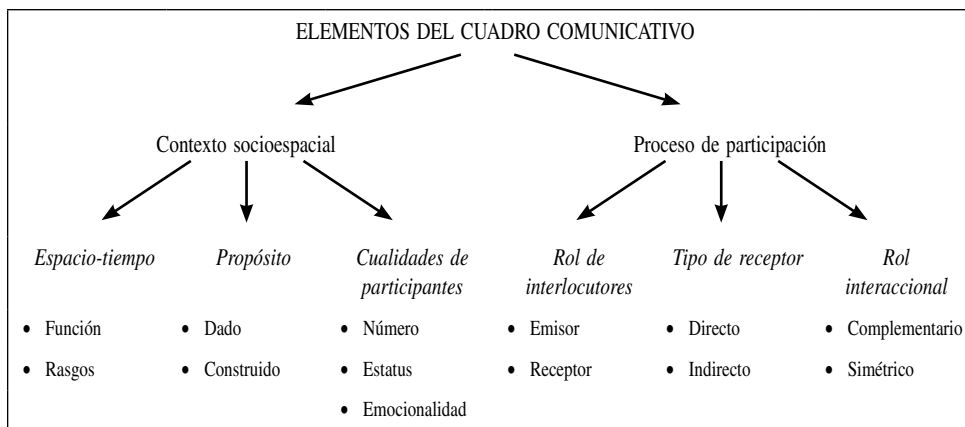 ELEMENTOS DEL CUADRO COMUNICATIVO
Contexto socioespacial
Proceso de participación
Espacio-tiempo
• Función
• Rasgos
Propósito
• Dado
• Construido
Cualidades de
participantes
• Número
• Estatus
• Emocionalidad
Rol de
interlocutores
• Emisor
• Receptor
Tipo de receptor
• Directo
• Indirecto
Rol
interaccional
• Complementario
• Simétrico